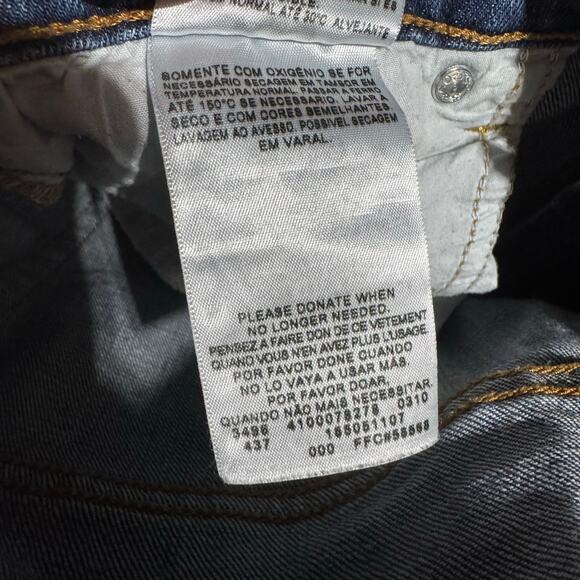 NORMAL ATÉ 30°C ALVEJANTE
SOMENTE COM OXIGÊNIO SE FOR
NECESSÁRIO SECAGEM EM TAMBOR EM
TEMPERATURA NORMAL. PASSAR A FERRO
ATÉ 150°C SE NECESSÁRIO. LAVAR A
SECO E COM CORES SEMELHANTES
LAVAGEM AO AVESSO. POSSÍVEL SECAGEM
EM VARAL.
PLEASE DONATE WHEN
NO LONGER NEEDED.
PENSEZ A FAIRE DON DE CE VÊTEMENT
QUAND VOUS N'EN AVEZ PLUS L'USAGE.
POR FAVOR DONE CUANDO
NO LO VAYA A USAR MÁS.
POR FAVOR DOAR,
QUANDO NÃO MAIS NECESSITAR.
3496 4100078278 0310
437 165051107
000 FFC#58565